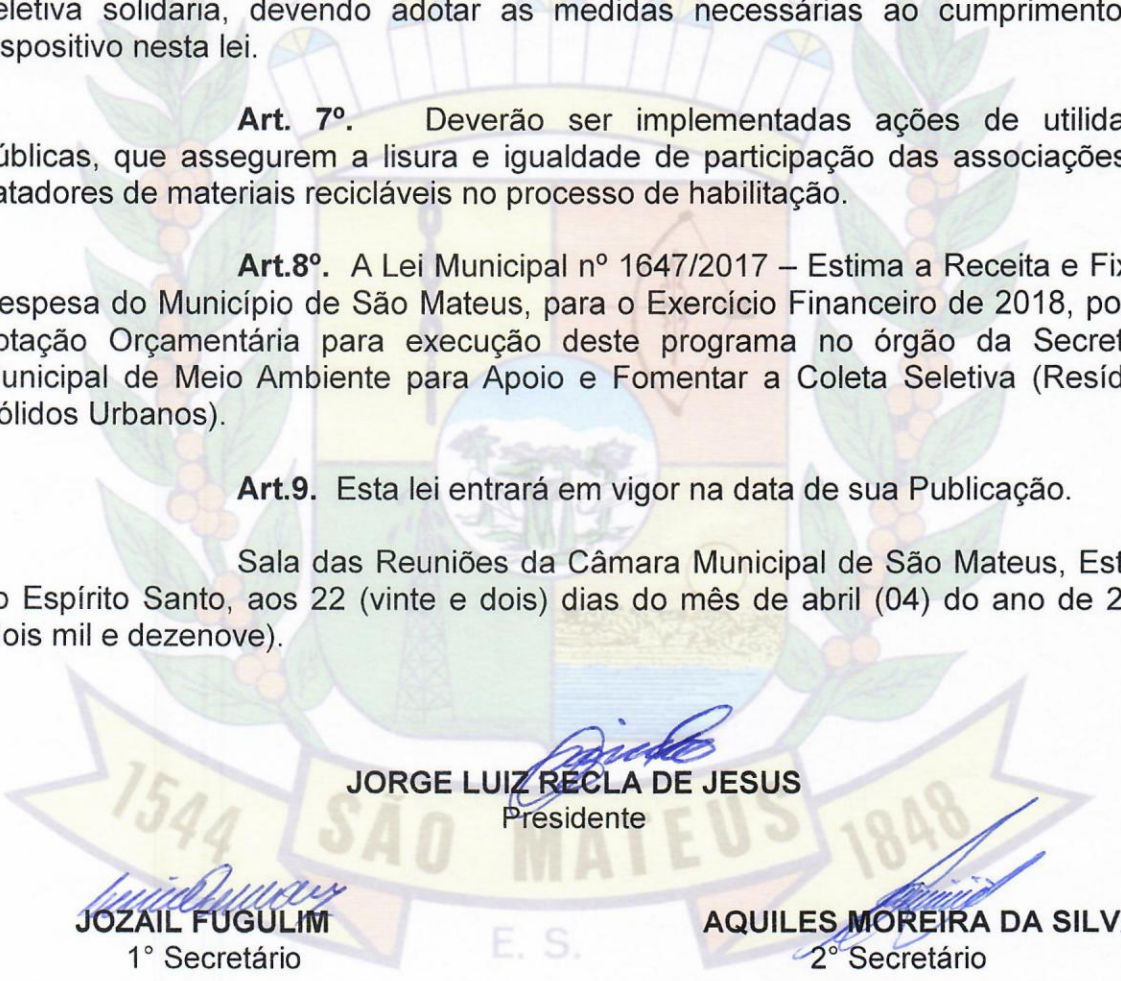 eletiva solidária, devendo adotar as medidas necessárias ao cumprimento
spositivo nesta lei.
Art. 7º. Deverão ser implementadas ações de utilida
úblicas, que assegurem a lisura e igualdade de participação das associações
atadores de materiais recicláveis no processo de habilitação.
Art.8º. A Lei Municipal nº 1647/2017 – Estima a Receita e Fix
espesa do Município de São Mateus, para o Exercício Financeiro de 2018, po
otação Orçamentária para execução deste programa no órgão da Secret
unicipal de Meio Ambiente para Apoio e Fomentar a Coleta Seletiva (Resíd
ólidos Urbanos).
Art.9. Esta lei entrará em vigor na data de sua Publicação.
Sala das Reuniões da Câmara Municipal de São Mateus, Est
o Espírito Santo, aos 22 (vinte e dois) dias do mês de abril (04) do ano de 2
dois mil e dezenove).
JORGE LUIZ RECLA DE JESUS
Presidente
1544 SÃO MATEUS 1848
JOZAIL FUGULIM AQUILES MOREIRA DA SILV
1° Secretário E. S. 2° Secretário